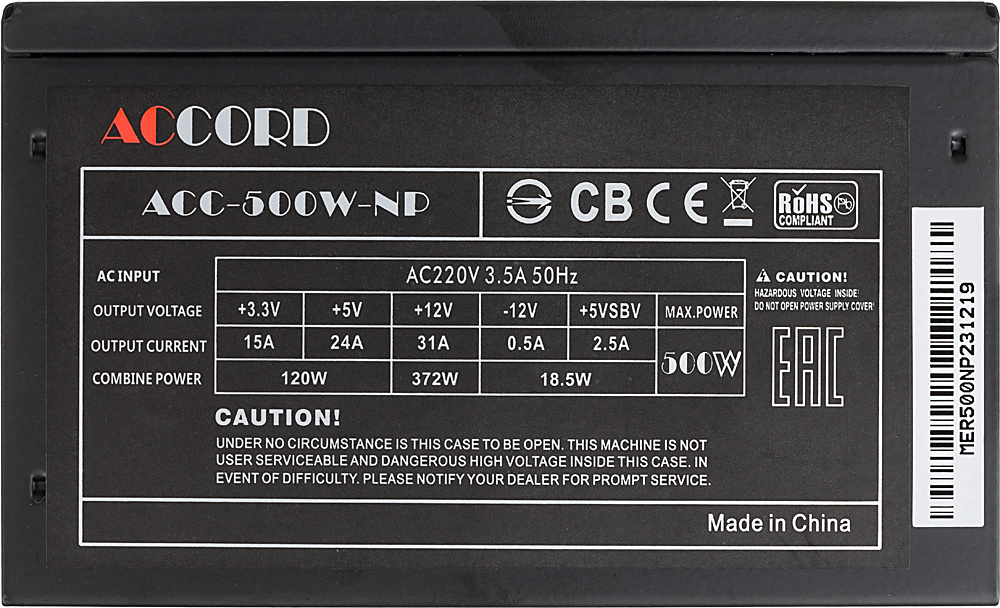 ACCORD
ACC-500W-NP
CB CE
RoHS Pb
COMPLIANT
AC INPUT AC220V 3.5A 50Hz
OUTPUT VOLTAGE +3.3V +5V +12V -12V +5VSBV MAX.POWER
OUTPUT CURRENT 15A 24A 31A 0.5A 2.5A 500W
COMBINE POWER 120W 372W 18.5W
CAUTION!
HAZARDOUS VOLTAGE INSIDE!
DO NOT OPEN POWER SUPPLY COVER!
EAC
CAUTION!
UNDER NO CIRCUMSTANCE IS THIS CASE TO BE OPEN. THIS MACHINE IS NOT
USER SERVICEABLE AND DANGEROUS HIGH VOLTAGE INSIDE THIS CASE. IN
EVENT OF DIFFICULTY. PLEASE NOTIFY YOUR DEALER FOR PROMPT SERVICE.
Made in China
MER500NP231219